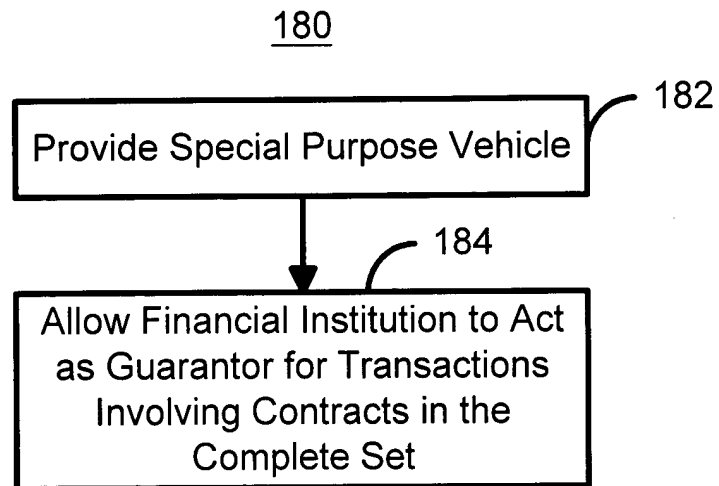 180
182
Provide Special Purpose Vehicle
184
Allow Financial Institution to Act
as Guarantor for Transactions
Involving Contracts in the
Complete Set